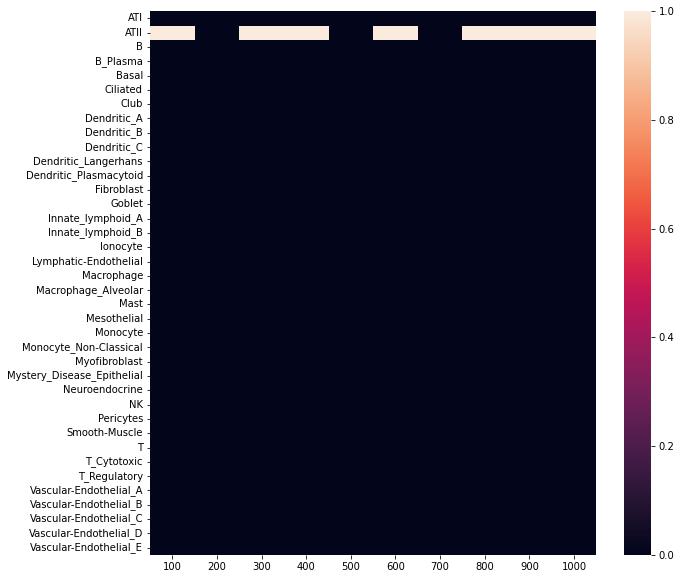 ATI
ATII
B
B_Plasma
Basal
Ciliated
Club
Dendritic_A
Dendritic_B
Dendritic_C
Dendritic_Langerhans
Dendritic_Plasmacytoid
Fibroblast
Goblet
Innate_lymphoid_A
Innate_lymphoid_B
Ionocyte
Lymphatic-Endothelial
Macrophage
Macrophage_Alveolar
Mast
Mesothelial
Monocyte
Monocyte_Non-Classical
Myofibroblast
Mystery_Disease_Epithelial
Neuroendocrine
NK
Pericytes
Smooth-Muscle
T
T_Cytotoxic
T_Regulatory
Vascular-Endothelial_A
Vascular-Endothelial_B
Vascular-Endothelial_C
Vascular-Endothelial_D
Vascular-Endothelial_E
100 200 300 400 500 600 700 800 900 1000
1.0
0.8
0.6
0.4
0.2
0.0